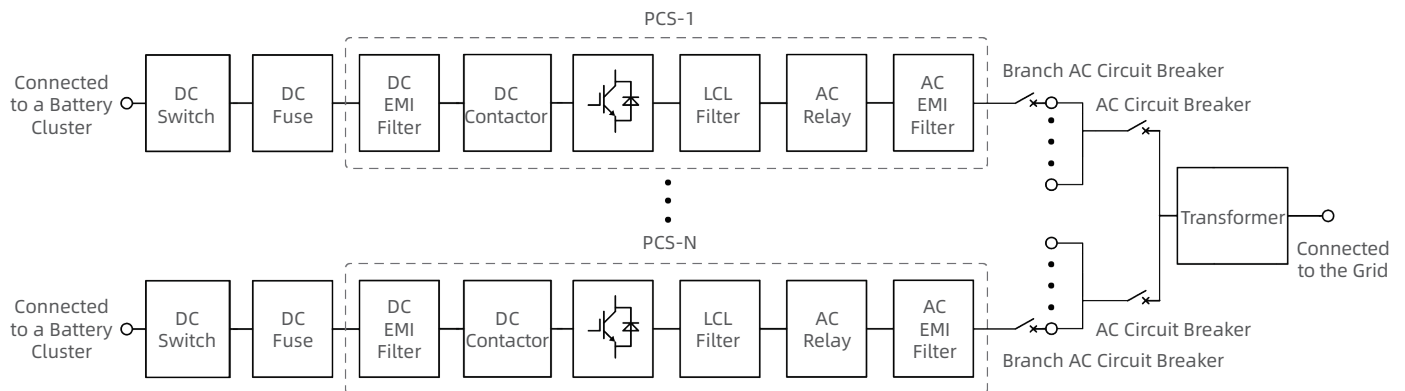 PCS-1
Connected
to a Battery
Cluster
DC
Switch
DC
Fuse
DC
EMI
Filter
DC
Contactor
LCL
Filter
AC
Relay
AC
EMI
Filter
Branch AC Circuit Breaker
AC Circuit Breaker
Transformer
Connected
to the Grid
PCS-N
Connected
to a Battery
Cluster
DC
Switch
DC
Fuse
DC
EMI
Filter
DC
Contactor
LCL
Filter
AC
Relay
AC
EMI
Filter
AC Circuit Breaker
Branch AC Circuit Breaker